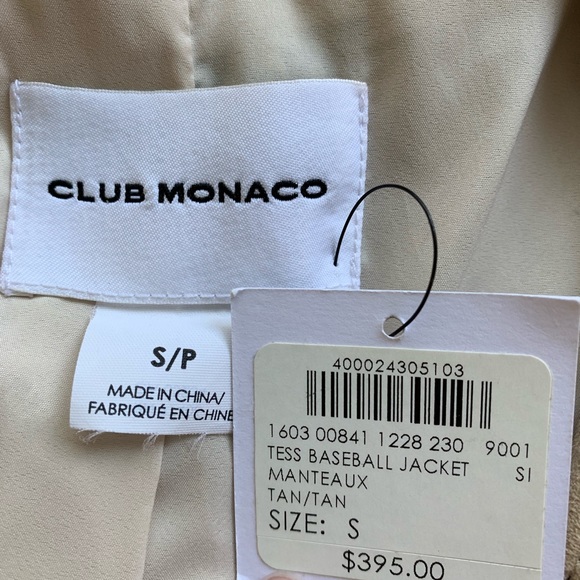 CLUB MONACO
S/P
MADE IN CHINA/
FABRIQUÉ EN CHINE
400024305103
1603 00841 1228 230 9001
TESS BASEBALL JACKET SI
MANTEAUX
TAN/TAN
SIZE: S
$395.00